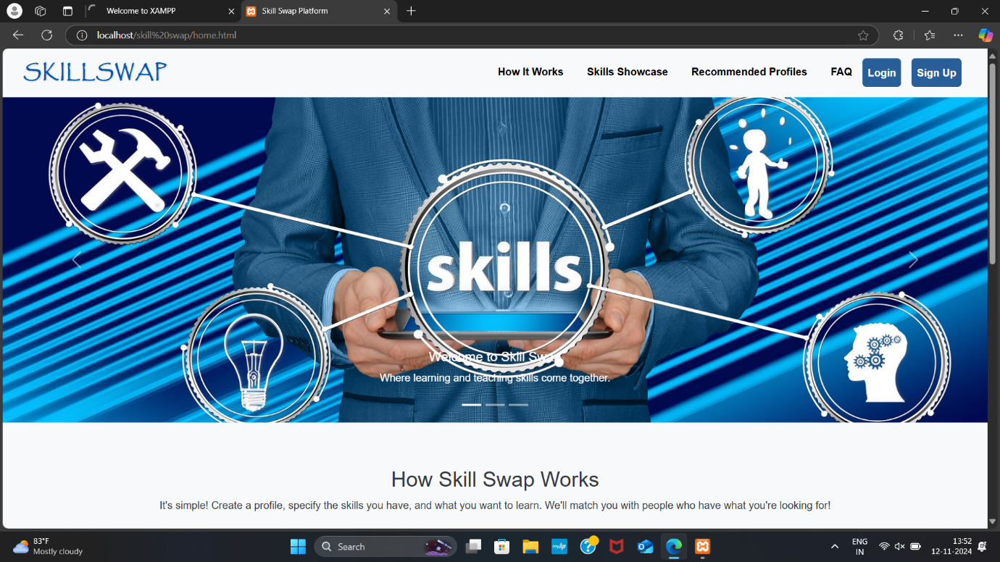 Welcome to XAMPP
Skill Swap Platform
localhost/skill%20swap/home.html
SKILLSWAP
How It Works
Skills Showcase
Recommended Profiles
FAQ
Login
Sign Up
skills
Welcome to Skill Swap
Where learning and teaching skills come together.
How Skill Swap Works
It's simple! Create a profile, specify the skills you have, and what you want to learn. We'll match you with people who have what you're looking for!
83°F
Mostly cloudy
Search
myhp
ENG
IN
13:52
12-11-2024